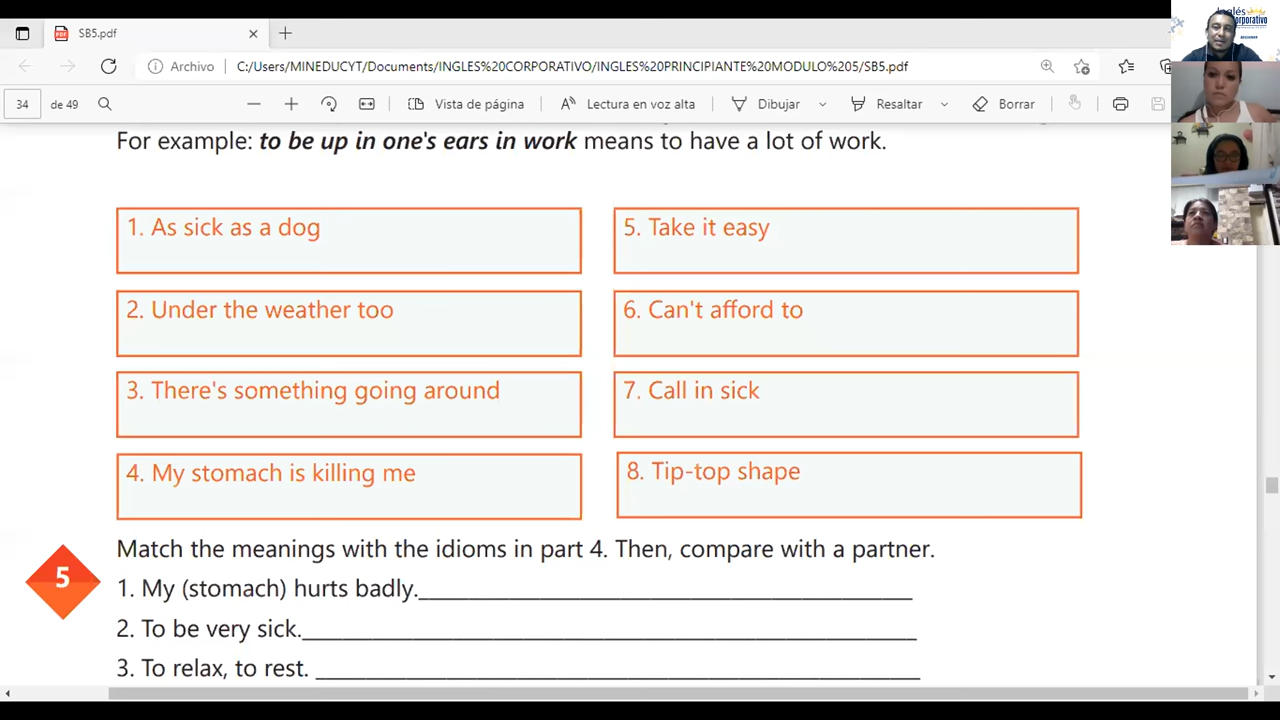 SB5.pdf
Archivo
C:/Users/MINEDUCYT/Documents/INGLES%20CORPORATIVO/INGLES%20PRINCIPIANTE%20MODULO%205/SB5.pdf
34
de 49
Vista de página
Lectura en voz alta
Dibujar
Resaltar
Borrar
For example: to be up in one's ears in work means to have a lot of work.
1. As sick as a dog
5. Take it easy
2. Under the weather too
6. Can't afford to
3. There's something going around
7. Call in sick
4. My stomach is killing me
8. Tip-top shape
5
Match the meanings with the idioms in part 4. Then, compare with a partner.
1. My (stomach) hurts badly.
2. To be very sick.
3. To relax, to rest.
Inglés